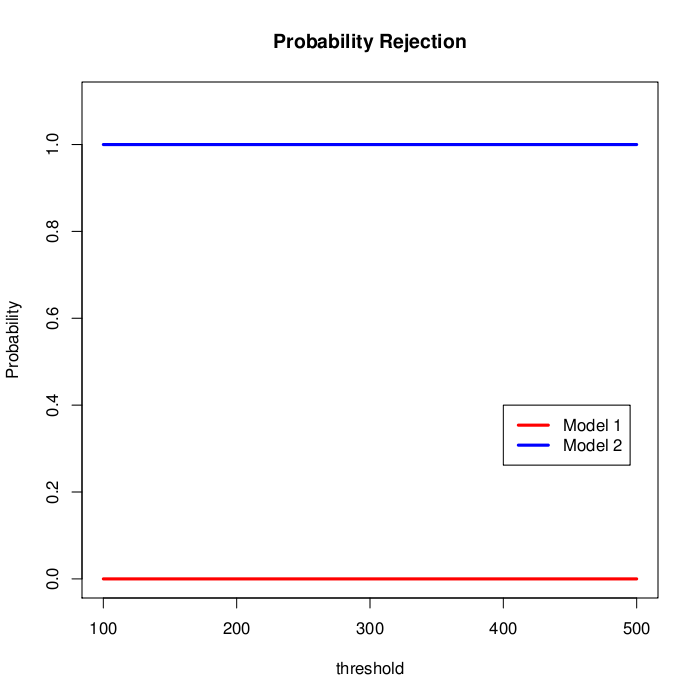 Probability Rejection
1.0
0.8
0.6
0.4
0.2
0.0
Probability
Model 1
Model 2
100 200 300 400 500
threshold